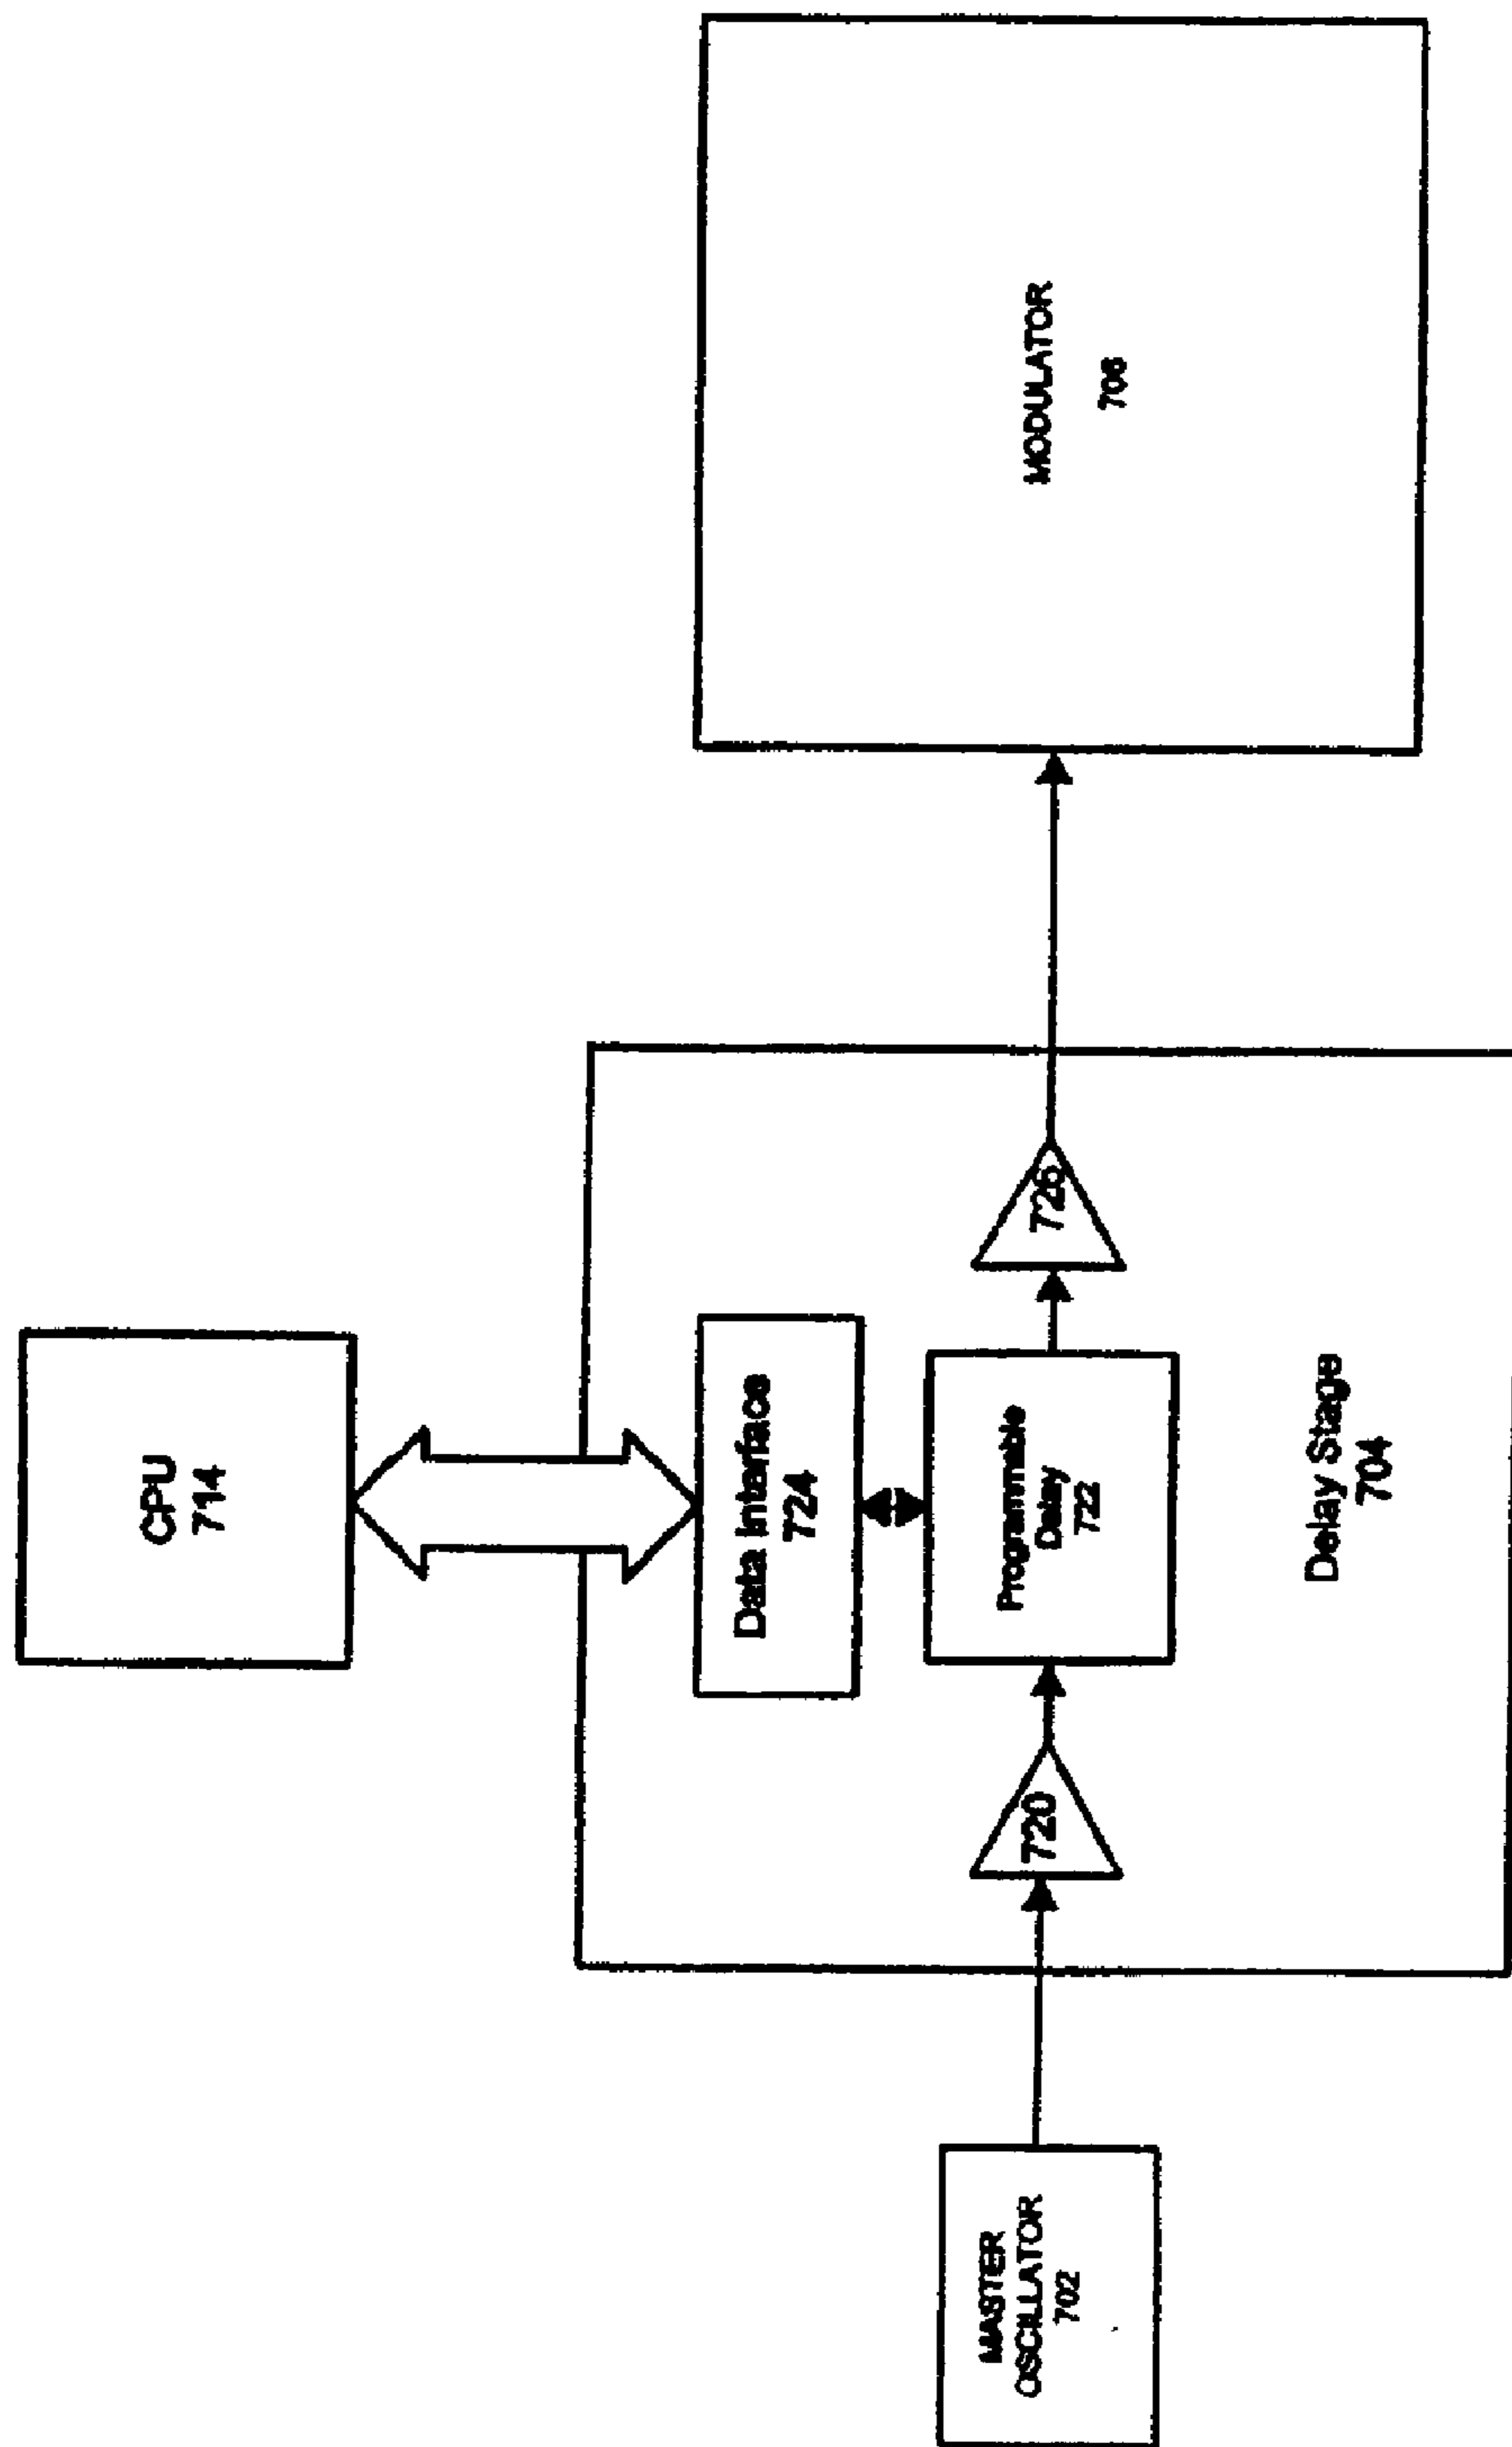 CPU
714
Data Interface
724
MASTER
OSCILLATOR
702
720
Programmable
Delay
722
726
MODULATOR
706
Delay Stage
704